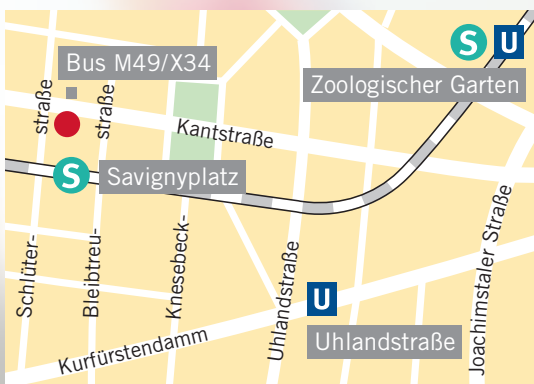 S U
Zoologischer Garten
Bus M49/X34
straße
straße
Kantstraße
S
Savignyplatz
Schlüter-
Bleibtreu-
Knesebeck-
Uhlandstraße
Joachimstaler Straße
U
Uhlandstraße
Kurfürstendamm